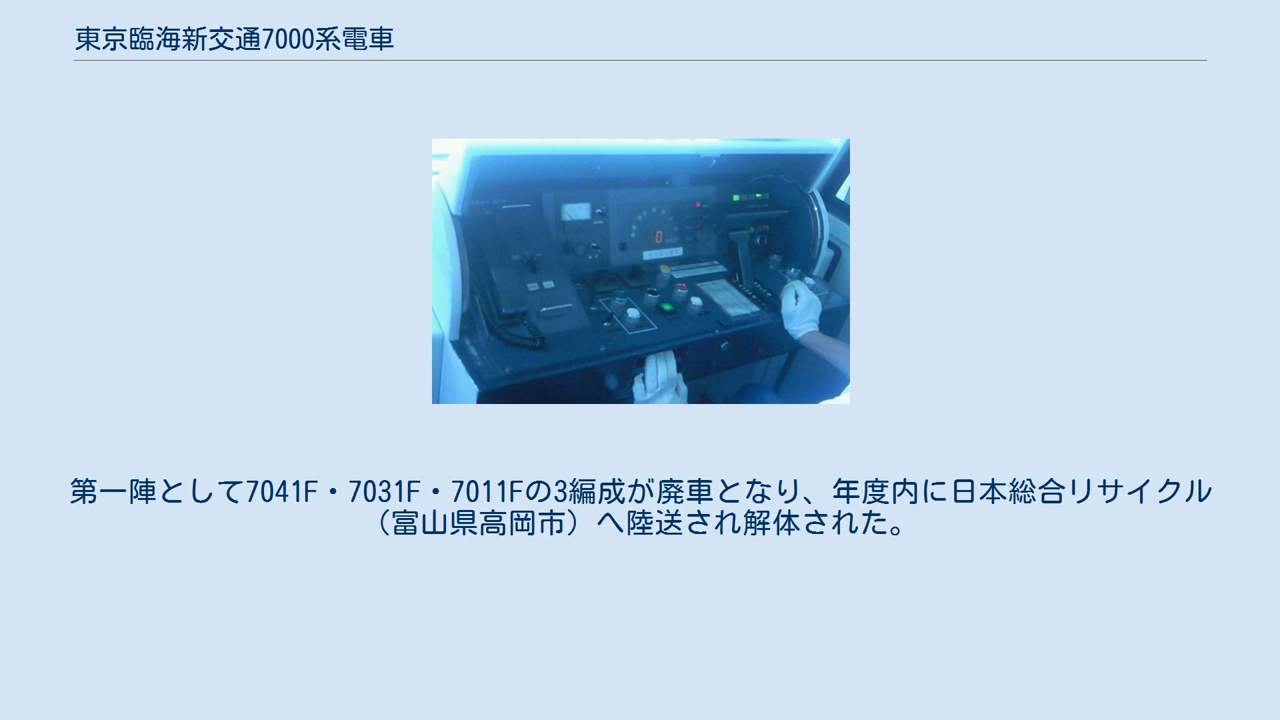 東京臨海新交通7000系電車
0
第一陣として7041F・7031F・7011Fの3編成が廃車となり、年度内に日本総合リサイクル
（富山県高岡市）へ陸送され解体された。